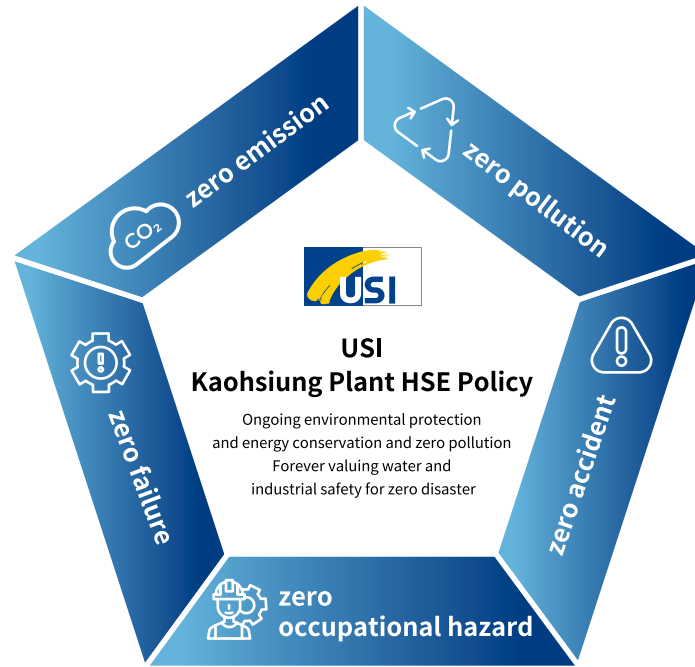 zero emission
CO₂
zero pollution
USI
USI
Kaohsiung Plant HSE Policy
Ongoing environmental protection
and energy conservation and zero pollution
Forever valuing water and
industrial safety for zero disaster
zero failure
zero accident
zero
occupational hazard